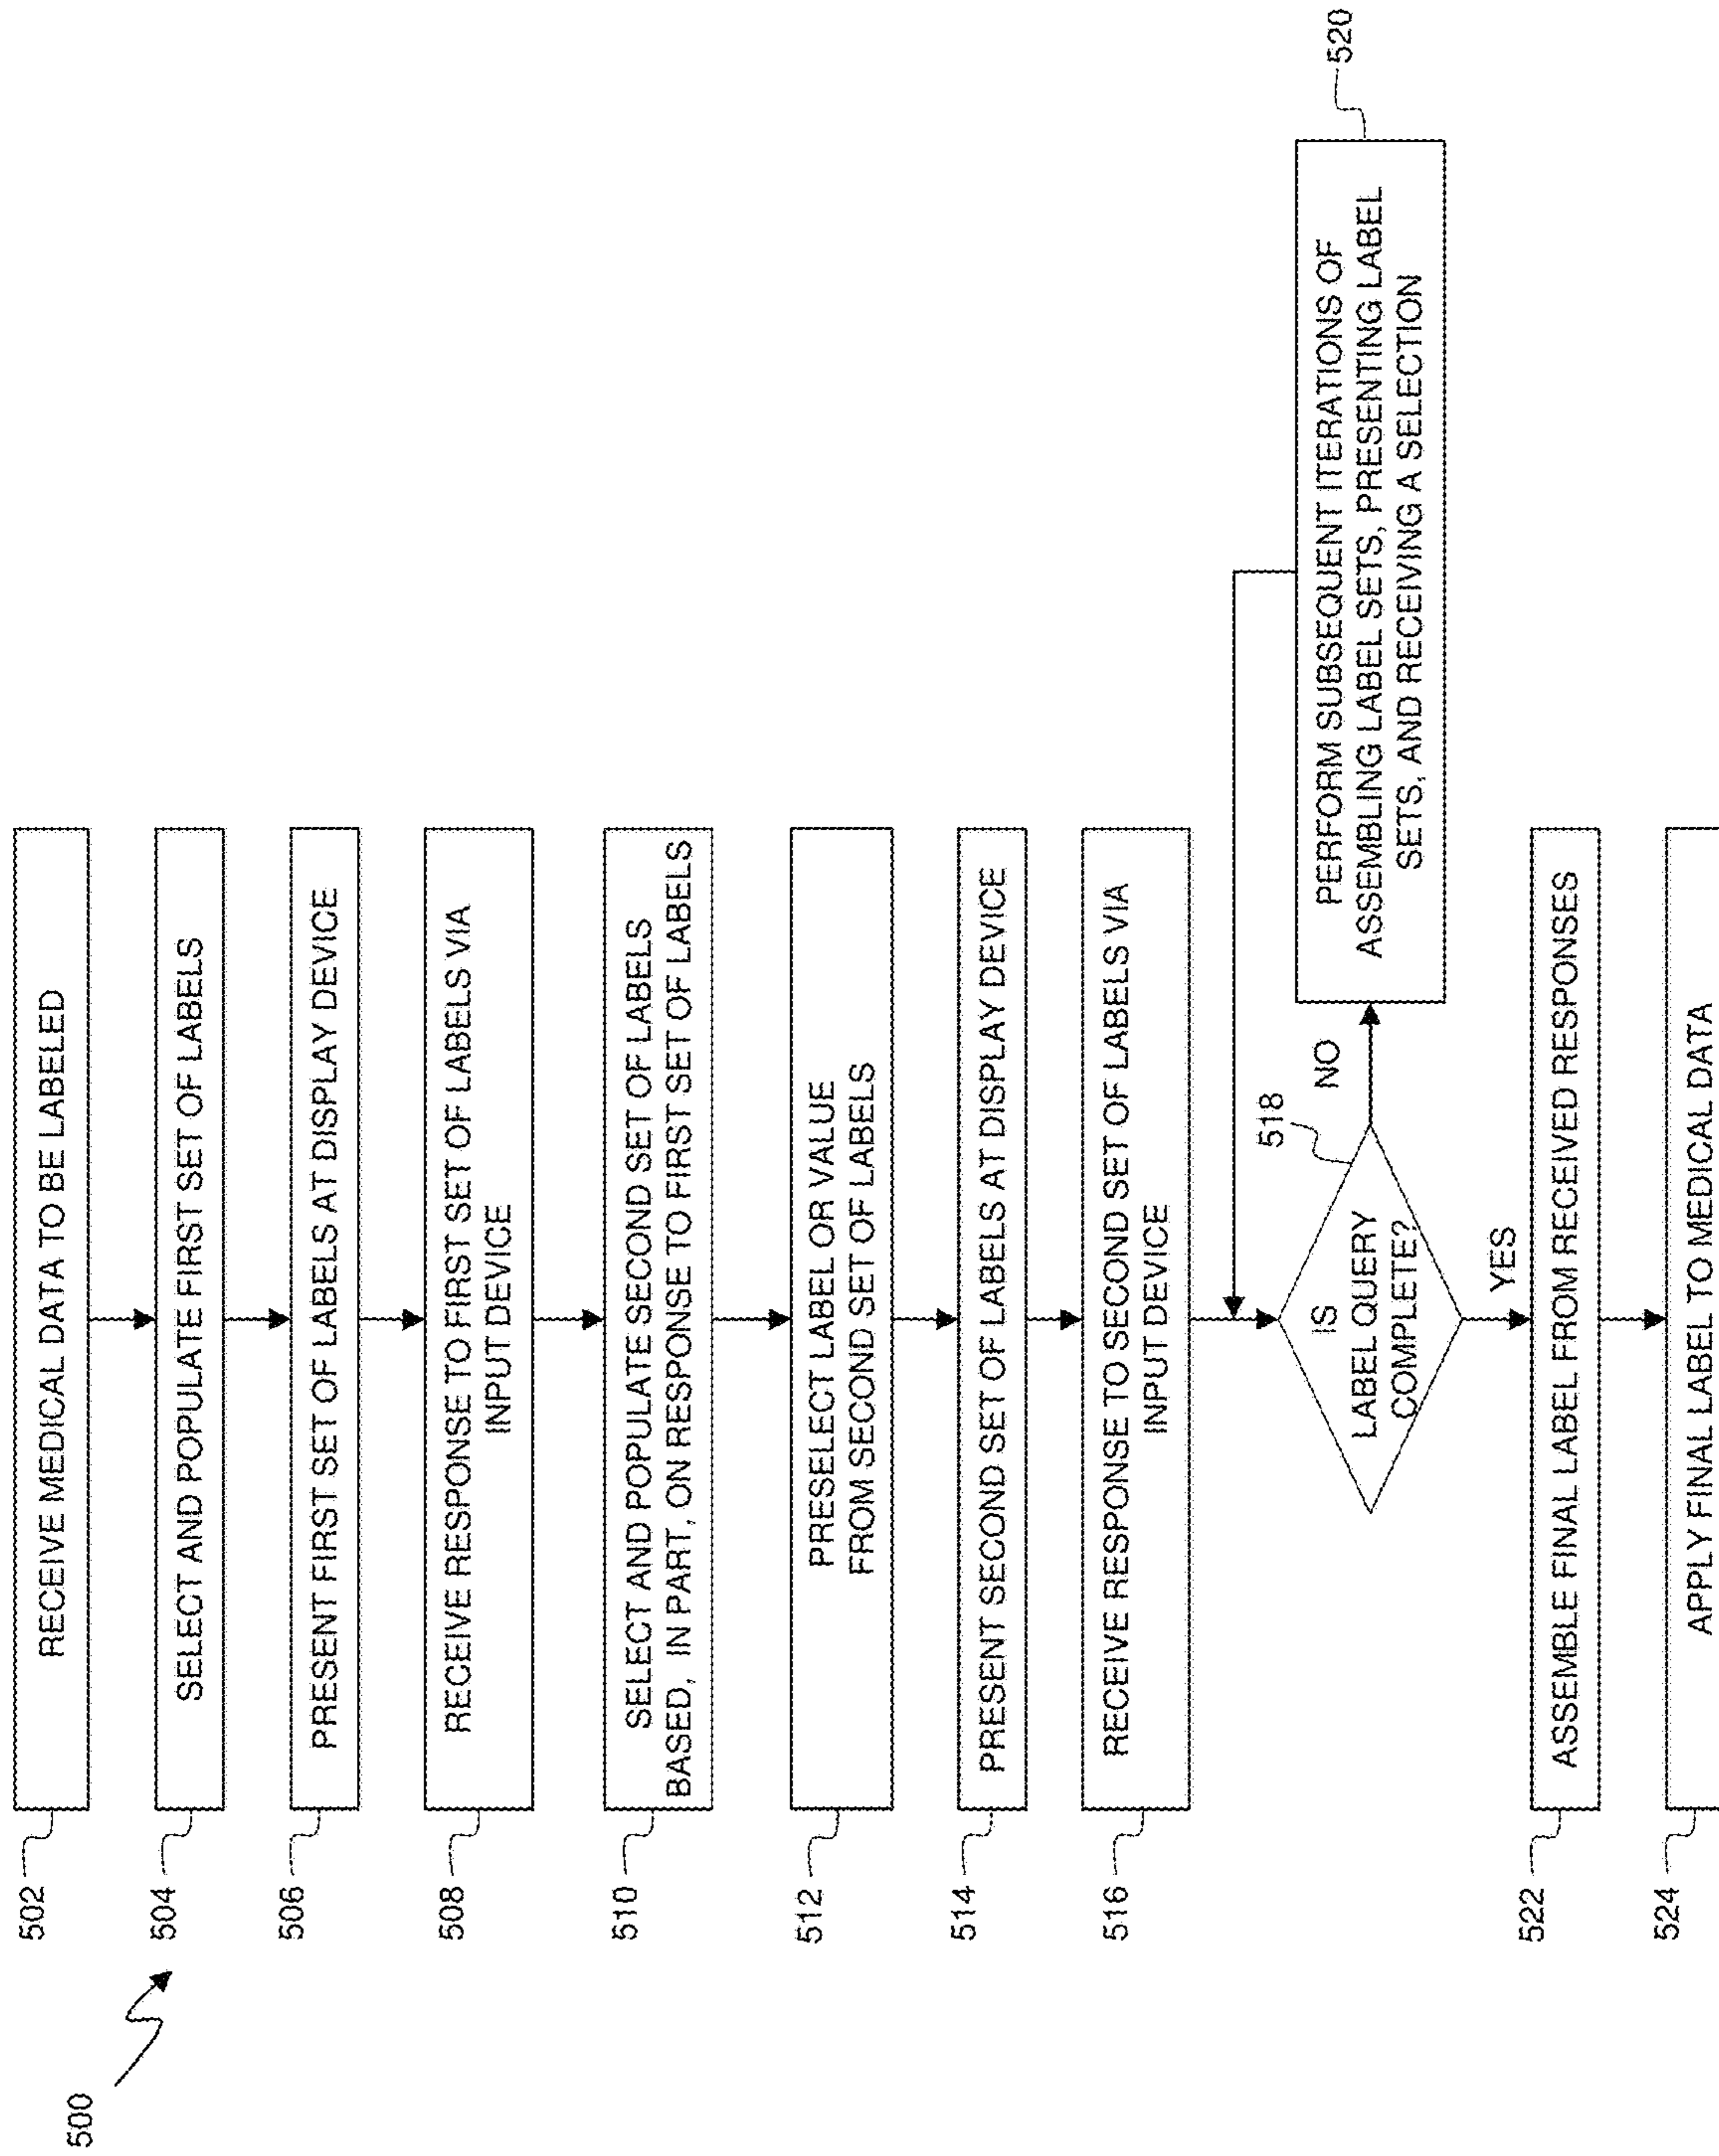 500
502
RECEIVE MEDICAL DATA TO BE LABELED
504
SELECT AND POPULATE FIRST SET OF LABELS
506
PRESENT FIRST SET OF LABELS AT DISPLAY DEVICE
508
RECEIVE RESPONSE TO FIRST SET OF LABELS VIA
INPUT DEVICE
510
SELECT AND POPULATE SECOND SET OF LABELS
BASED, IN PART, ON RESPONSE TO FIRST SET OF LABELS
512
PRESELECT LABEL OR VALUE
FROM SECOND SET OF LABELS
514
PRESENT SECOND SET OF LABELS AT DISPLAY DEVICE
516
RECEIVE RESPONSE TO SECOND SET OF LABELS VIA
INPUT DEVICE
518
IS
LABEL QUERY
COMPLETE?
NO
YES
PERFORM SUBSEQUENT ITERATIONS OF
ASSEMBLING LABEL SETS, PRESENTING LABEL
SETS, AND RECEIVING A SELECTION
520
522
ASSEMBLE FINAL LABEL FROM RECEIVED RESPONSES
524
APPLY FINAL LABEL TO MEDICAL DATA